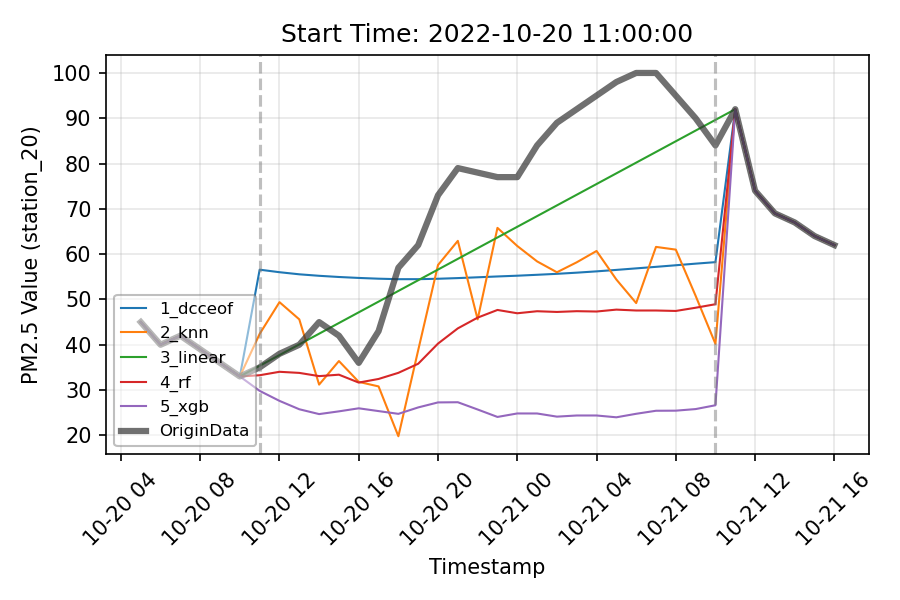 Start Time: 2022-10-20 11:00:00
PM2.5 Value (station_20)
100
90
80
70
60
50
40
30
20
1_dcceof
2_knn
3_linear
4_rf
5_xgb
OriginData
10-20 04
10-20 08
10-20 12
10-20 16
10-20 20
10-21 00
10-21 04
10-21 08
10-21 12
10-21 16
Timestamp